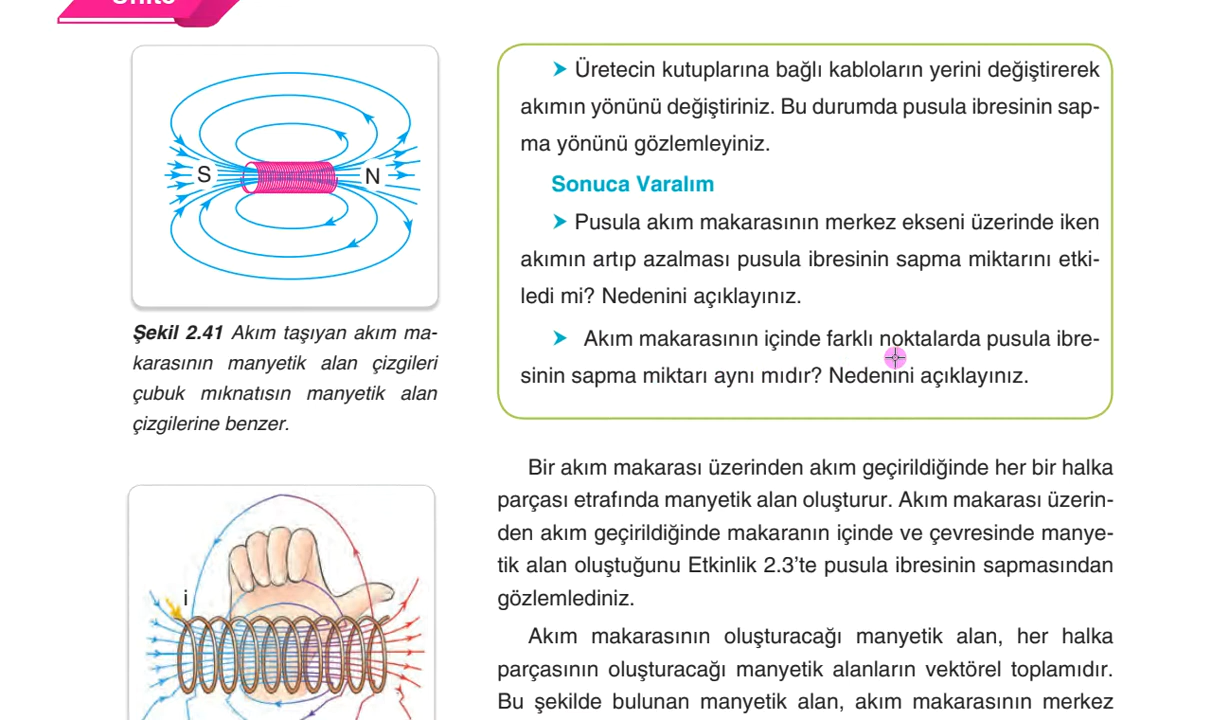 Ünite
S
N
Şekil 2.41 Akım taşıyan akım ma-
karasının manyetik alan çizgileri
çubuk mıknatısın manyetik alan
çizgilerine benzer.
i
➤ Üretecin kutuplarına bağlı kabloların yerini değiştirerek
akımın yönünü değiştiriniz. Bu durumda pusula ibresinin sap-
ma yönünü gözlemleyiniz.
Sonuca Varalım
➤ Pusula akım makarasının merkez ekseni üzerinde iken
akımın artıp azalması pusula ibresinin sapma miktarını etki-
ledi mi? Nedenini açıklayınız.
➤ Akım makarasının içinde farklı noktalarda pusula ibre-
sinin sapma miktarı aynı mıdır? Nedenini açıklayınız.
Bir akım makarası üzerinden akım geçirildiğinde her bir halka
parçası etrafında manyetik alan oluşturur. Akım makarası üzerin-
den akım geçirildiğinde makaranın içinde ve çevresinde manye-
tik alan oluştuğunu Etkinlik 2.3’te pusula ibresinin sapmasından
gözlemlediniz.
Akım makarasının oluşturacağı manyetik alan, her halka
parçasının oluşturacağı manyetik alanların vektörel toplamıdır.
Bu şekilde bulunan manyetik alan, akım makarasının merkez